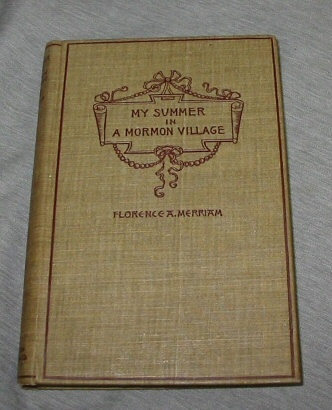 MY SUMMER
IN
A MORMON VILLAGE
FLORENCE A. MERRIAM